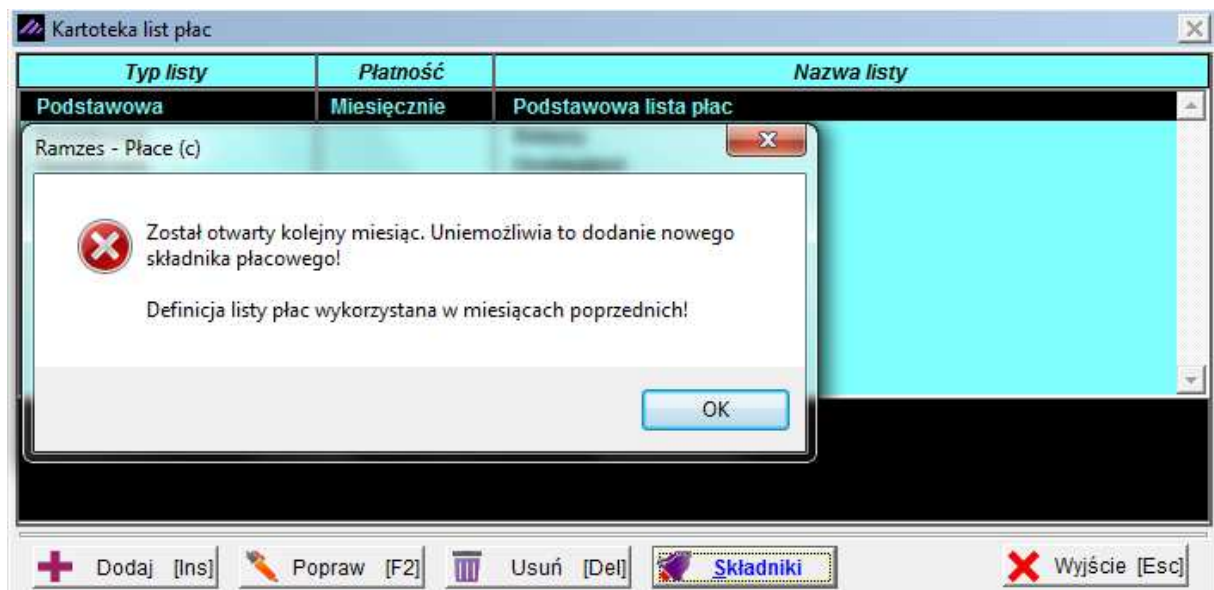 Kartoteka list płac
Typ listy Płatność Nazwa listy
Podstawowa Miesięcznie Podstawowa lista płac
Ramzes - Płace (c)
Został otwarty kolejny miesiąc. Uniemożliwia to dodanie nowego
składnika płacowego!
Definicja listy płac wykorzystana w miesiącach poprzednich!
OK
Dodaj [Ins] Popraw [F2] Usuń [Del] Składniki Wyjście [Esc]